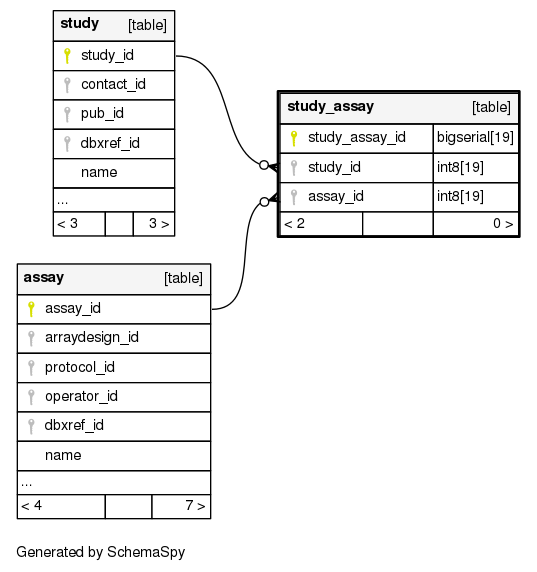 study [table]
study_id
contact_id
pub_id
dbxref_id
name
...
< 3 3 >
study_assay [table]
study_assay_id bigserial[19]
study_id int8[19]
assay_id int8[19]
< 2 0 >
assay [table]
assay_id
arraydesign_id
protocol_id
operator_id
dbxref_id
name
...
< 4 7 >
Generated by SchemaSpy